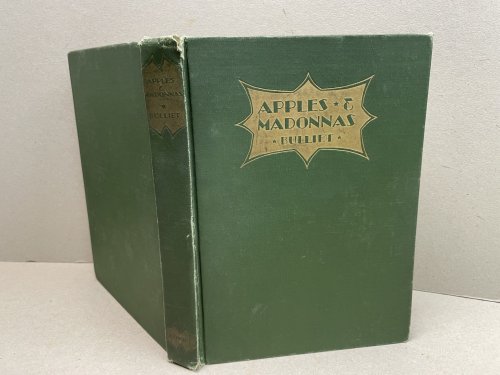 APPLES
&
MADONNAS
★
BULLIET
APPLES ★ &
MADONNAS
★ BULLIET ★